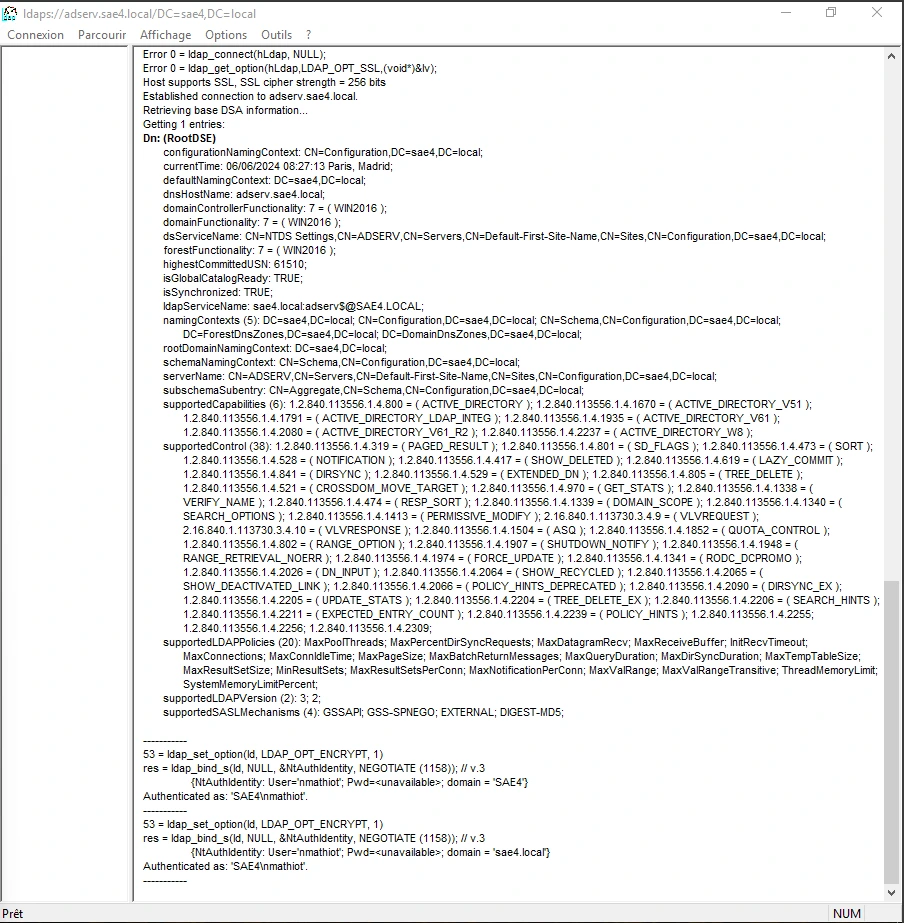 ldaps://adserv.sae4.local/DC=sae4,DC=local
Connexion Parcourir Affichage Options Outils ?
Error 0 = ldap_connect(hLdap, NULL);
Error 0 = ldap_get_option(hLdap,LDAP_OPT_SSL,(void*)&lv);
Host supports SSL, SSL cipher strength = 256 bits
Established connection to adserv.sae4.local.
Retrieving base DSA information...
Getting 1 entries:
Dn: (RootDSE)
configurationNamingContext: CN=Configuration,DC=sae4,DC=local;
currentTime: 06/06/2024 08:27:13 Paris, Madrid;
defaultNamingContext: DC=sae4,DC=local;
dnsHostName: adserv.sae4.local;
domainControllerFunctionality: 7 = ( WIN2016 );
domainFunctionality: 7 = ( WIN2016 );
dsServiceName: CN=NTDS Settings,CN=ADSERV,CN=Servers,CN=Default-First-Site-Name,CN=Sites,CN=Configuration,DC=sae4,DC=local;
forestFunctionality: 7 = ( WIN2016 );
highestCommittedUSN: 61510;
isGlobalCatalogReady: TRUE;
isSynchronized: TRUE;
ldapServiceName: sae4.local:adserv$@SAE4.LOCAL;
namingContexts (5): DC=sae4,DC=local; CN=Configuration,DC=sae4,DC=local; CN=Schema,CN=Configuration,DC=sae4,DC=local;
DC=ForestDnsZones,DC=sae4,DC=local; DC=DomainDnsZones,DC=sae4,DC=local;
rootDomainNamingContext: DC=sae4,DC=local;
schemaNamingContext: CN=Schema,CN=Configuration,DC=sae4,DC=local;
serverName: CN=ADSERV,CN=Servers,CN=Default-First-Site-Name,CN=Sites,CN=Configuration,DC=sae4,DC=local;
subschemaSubentry: CN=Aggregate,CN=Schema,CN=Configuration,DC=sae4,DC=local;
supportedCapabilities (6): 1.2.840.113556.1.4.800 = ( ACTIVE_DIRECTORY ); 1.2.840.113556.1.4.1670 = ( ACTIVE_DIRECTORY_V51 );
1.2.840.113556.1.4.1791 = ( ACTIVE_DIRECTORY_LDAP_INTEG ); 1.2.840.113556.1.4.1935 = ( ACTIVE_DIRECTORY_V61 );
1.2.840.113556.1.4.2080 = ( ACTIVE_DIRECTORY_V61_R2 ); 1.2.840.113556.1.4.2237 = ( ACTIVE_DIRECTORY_W8 );
supportedControl (38): 1.2.840.113556.1.4.319 = ( PAGED_RESULT ); 1.2.840.113556.1.4.801 = ( SD_FLAGS ); 1.2.840.113556.1.4.473 = ( SORT );
1.2.840.113556.1.4.528 = ( NOTIFICATION ); 1.2.840.113556.1.4.417 = ( SHOW_DELETED ); 1.2.840.113556.1.4.619 = ( LAZY_COMMIT );
1.2.840.113556.1.4.841 = ( DIRSYNC ); 1.2.840.113556.1.4.529 = ( EXTENDED_DN ); 1.2.840.113556.1.4.805 = ( TREE_DELETE );
1.2.840.113556.1.4.521 = ( CROSSDOM_MOVE_TARGET ); 1.2.840.113556.1.4.970 = ( GET_STATS ); 1.2.840.113556.1.4.1338 = (
VERIFY_NAME ); 1.2.840.113556.1.4.474 = ( RESP_SORT ); 1.2.840.113556.1.4.1339 = ( DOMAIN_SCOPE ); 1.2.840.113556.1.4.1340 = (
SEARCH_OPTIONS ); 1.2.840.113556.1.4.1413 = ( PERMISSIVE_MODIFY ); 2.16.840.1.113730.3.4.9 = ( VLVREQUEST );
2.16.840.1.113730.3.4.10 = ( VLVRESPONSE ); 1.2.840.113556.1.4.1504 = ( ASQ ); 1.2.840.113556.1.4.1852 = ( QUOTA_CONTROL );
1.2.840.113556.1.4.802 = ( RANGE_OPTION ); 1.2.840.113556.1.4.1907 = ( SHUTDOWN_NOTIFY ); 1.2.840.113556.1.4.1948 = (
RANGE_RETRIEVAL_NOERR ); 1.2.840.113556.1.4.1974 = ( FORCE_UPDATE ); 1.2.840.113556.1.4.1341 = ( RODC_DCPROMO );
1.2.840.113556.1.4.2026 = ( DN_INPUT ); 1.2.840.113556.1.4.2064 = ( SHOW_RECYCLED ); 1.2.840.113556.1.4.2065 = (
SHOW_DEACTIVATED_LINK ); 1.2.840.113556.1.4.2066 = ( POLICY_HINTS_DEPRECATED ); 1.2.840.113556.1.4.2090 = ( DIRSYNC_EX );
1.2.840.113556.1.4.2205 = ( UPDATE_STATS ); 1.2.840.113556.1.4.2204 = ( TREE_DELETE_EX ); 1.2.840.113556.1.4.2206 = ( SEARCH_HINTS );
1.2.840.113556.1.4.2211 = ( EXPECTED_ENTRY_COUNT ); 1.2.840.113556.1.4.2239 = ( POLICY_HINTS ); 1.2.840.113556.1.4.2255;
1.2.840.113556.1.4.2256; 1.2.840.113556.1.4.2309;
supportedLDAPPolicies (20): MaxPoolThreads; MaxPercentDirSyncRequests; MaxDatagramRecv; MaxReceiveBuffer; InitRecvTimeout;
MaxConnections; MaxConnIdleTime; MaxPageSize; MaxBatchReturnMessages; MaxQueryDuration; MaxDirSyncDuration; MaxTempTableSize;
MaxResultSetSize; MinResultSets; MaxResultSetsPerConn; MaxNotificationPerConn; MaxValRange; MaxValRangeTransitive; ThreadMemoryLimit;
SystemMemoryLimitPercent;
supportedLDAPVersion (2): 3; 2;
supportedSASLMechanisms (4): GSSAPI; GSS-SPNEGO; EXTERNAL; DIGEST-MD5;
-----------
53 = ldap_set_option(ld, LDAP_OPT_ENCRYPT, 1)
res = ldap_bind_s(ld, NULL, &NtAuthIdentity, NEGOTIATE (1158)); // v.3
{NtAuthIdentity: User='nmathiot'; Pwd=<unavailable>; domain = 'SAE4'}
Authenticated as: 'SAE4\nmathiot'.
-----------
53 = ldap_set_option(ld, LDAP_OPT_ENCRYPT, 1)
res = ldap_bind_s(ld, NULL, &NtAuthIdentity, NEGOTIATE (1158)); // v.3
{NtAuthIdentity: User='nmathiot'; Pwd=<unavailable>; domain = 'sae4.local'}
Authenticated as: 'SAE4\nmathiot'.
-----------
Prêt NUM